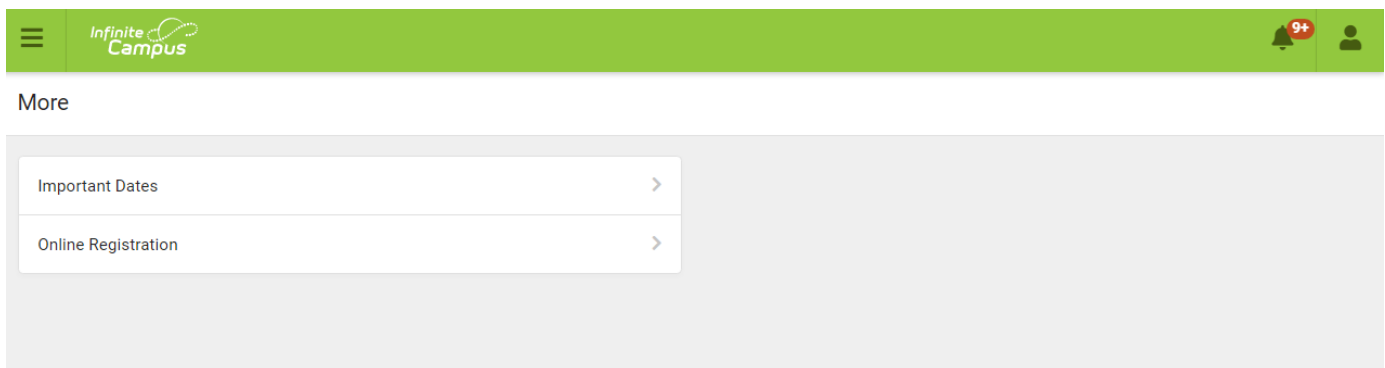 Infinite
Campus
9+
More
Important Dates
Online Registration